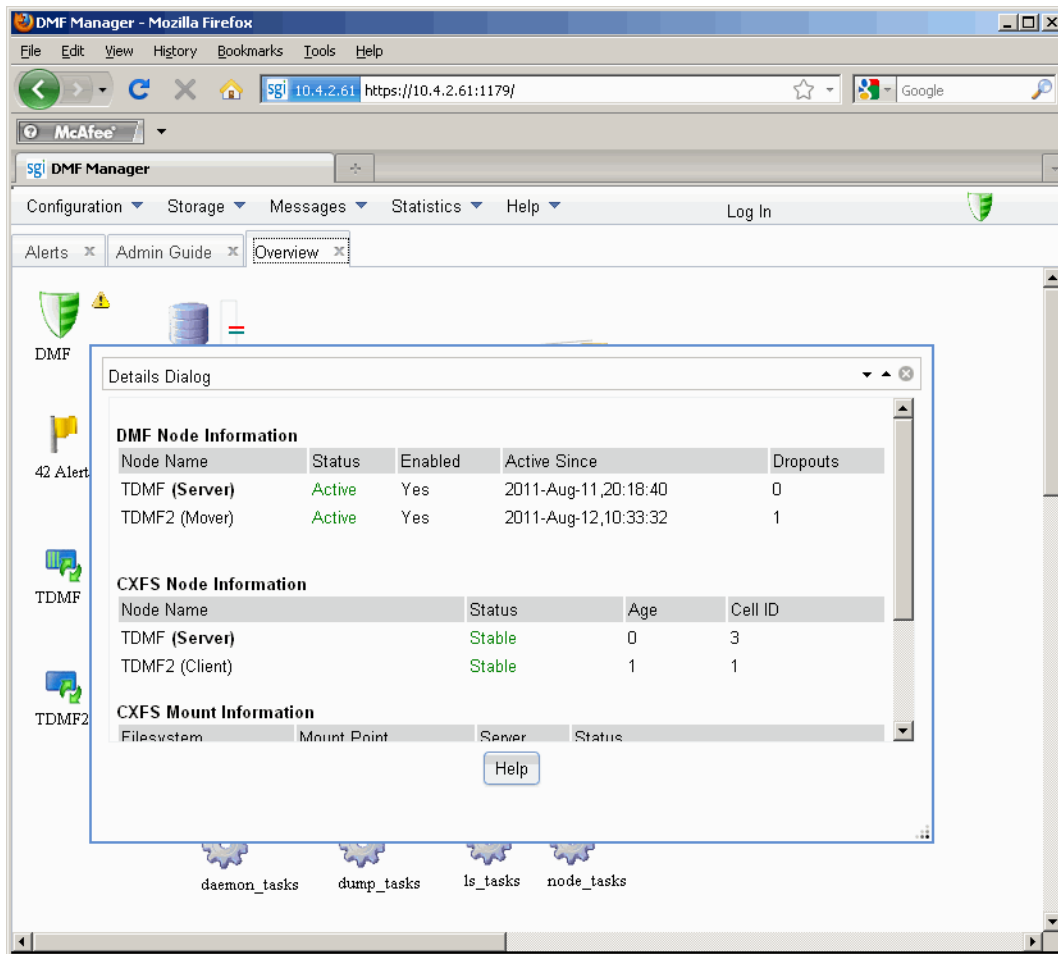 DMF Manager - Mozilla Firefox
File Edit View History Bookmarks Tools Help
sgi 10.4.2.61 https://10.4.2.61:1179/ Google
McAfee
sgi DMF Manager
Configuration Storage Messages Statistics Help Log In
Alerts Admin Guide Overview
DMF
Details Dialog
DMF Node Information
Node Name Status Enabled Active Since Dropouts
TDMF (Server) Active Yes 2011-Aug-11,20:18:40 0
TDMF2 (Mover) Active Yes 2011-Aug-12,10:33:32 1
42 Alert
CXFS Node Information
Node Name Status Age Cell ID
TDMF (Server) Stable 0 3
TDMF2 (Client) Stable 1 1
TDMF
CXFS Mount Information
Filesystem Mount Point Server Status
TDMF2
Help
daemon_tasks dump_tasks ls_tasks node_tasks